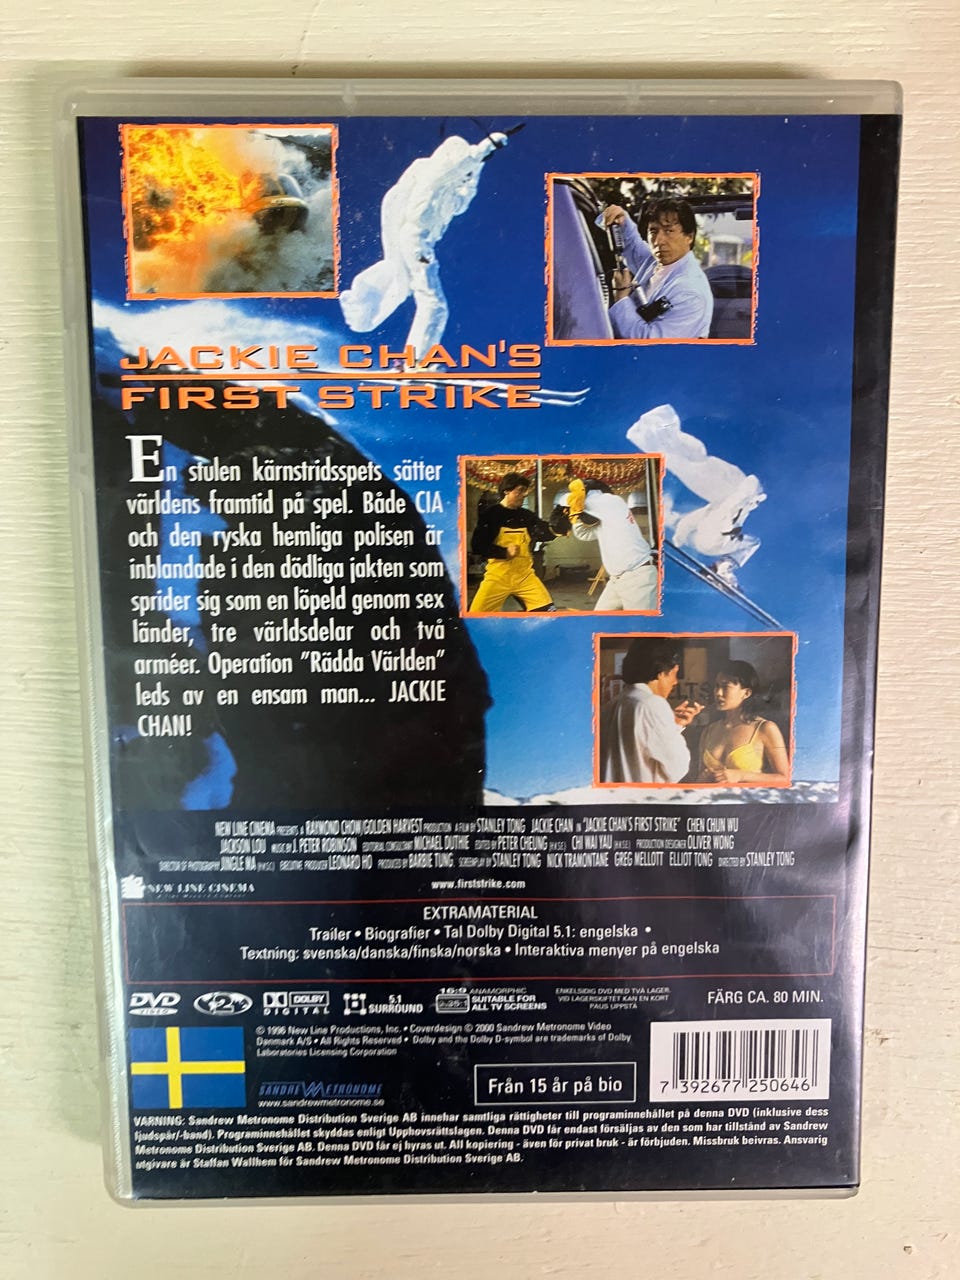 JACKIE CHAN'S
FIRST STRIKE
En stulen kärnstridsspets sätter
världens framtid på spel. Både CIA
och den ryska hemliga polisen är
inblandade i den dödliga jakten som
sprider sig som en löpeld genom sex
länder, tre världsdelar och två
arméer. Operation "Rädda Världen"
leds av en ensam man... JACKIE
CHAN!
NEW LINE CINEMA PRESENTS A RAYMOND CHOW/GOLDEN HARVEST PRODUCTION A FILM BY STANLEY TONG JACKIE CHAN IN "JACKIE CHAN'S FIRST STRIKE" CHEN CHUN WU
JACKSON LOU MUSIC BY J. PETER ROBINSON EDITORIAL CONSULTANT MICHAEL DUTHIE EDITED BY PETER CHEUNG (H.K.S.E.) CHI WAI YAU (H.K.S.E.) PRODUCTION DESIGNER OLIVER WONG
DIRECTOR OF PHOTOGRAPHY JINGLE MA (H.K.S.C.) EXECUTIVE PRODUCER LEONARD HO PRODUCED BY BARBIE TUNG SCREENPLAY BY STANLEY TONG NICK TRAMONTANE GREG MELLOTT ELLIOT TONG DIRECTED BY STANLEY TONG
NEW LINE CINEMA
www.firststrike.com
EXTRAMATERIAL
Trailer • Biografier • Tal Dolby Digital 5.1: engelska •
Textning: svenska/danska/finska/norska • Interaktiva menyer på engelska
DVD VIDEO
2
DOLBY DIGITAL
5.1 SURROUND
16:9 ANAMORPHIC
2.35:1 SUITABLE FOR ALL TV SCREENS
ENKELSIDIG DVD MED TVÅ LAGER.
VID LAGERSKIFTET KAN EN KORT
PAUS UPPSTÅ
FÄRG CA. 80 MIN.
© 1996 New Line Productions, Inc. • Coverdesign © 2000 Sandrew Metronome Video
Danmark A/S • All Rights Reserved • Dolby and the Dolby D-symbol are trademarks of Dolby
Laboratories Licensing Corporation
SANDREW METRONOME
www.sandrewmetronome.se
Från 15 år på bio
7 392677 250646
VARNING: Sandrew Metronome Distribution Sverige AB innehar samtliga rättigheter till programinnehållet på denna DVD (inklusive dess
ljudspår/-band). Programinnehållet skyddas enligt Upphovsrättslagen. Denna DVD får endast försäljas av den som har tillstånd av Sandrew
Metronome Distribution Sverige AB. Denna DVD får ej hyras ut. All kopiering - även för privat bruk - är förbjuden. Missbruk beivras. Ansvarig
utgivare är Staffan Wallhem för Sandrew Metronome Distribution Sverige AB.